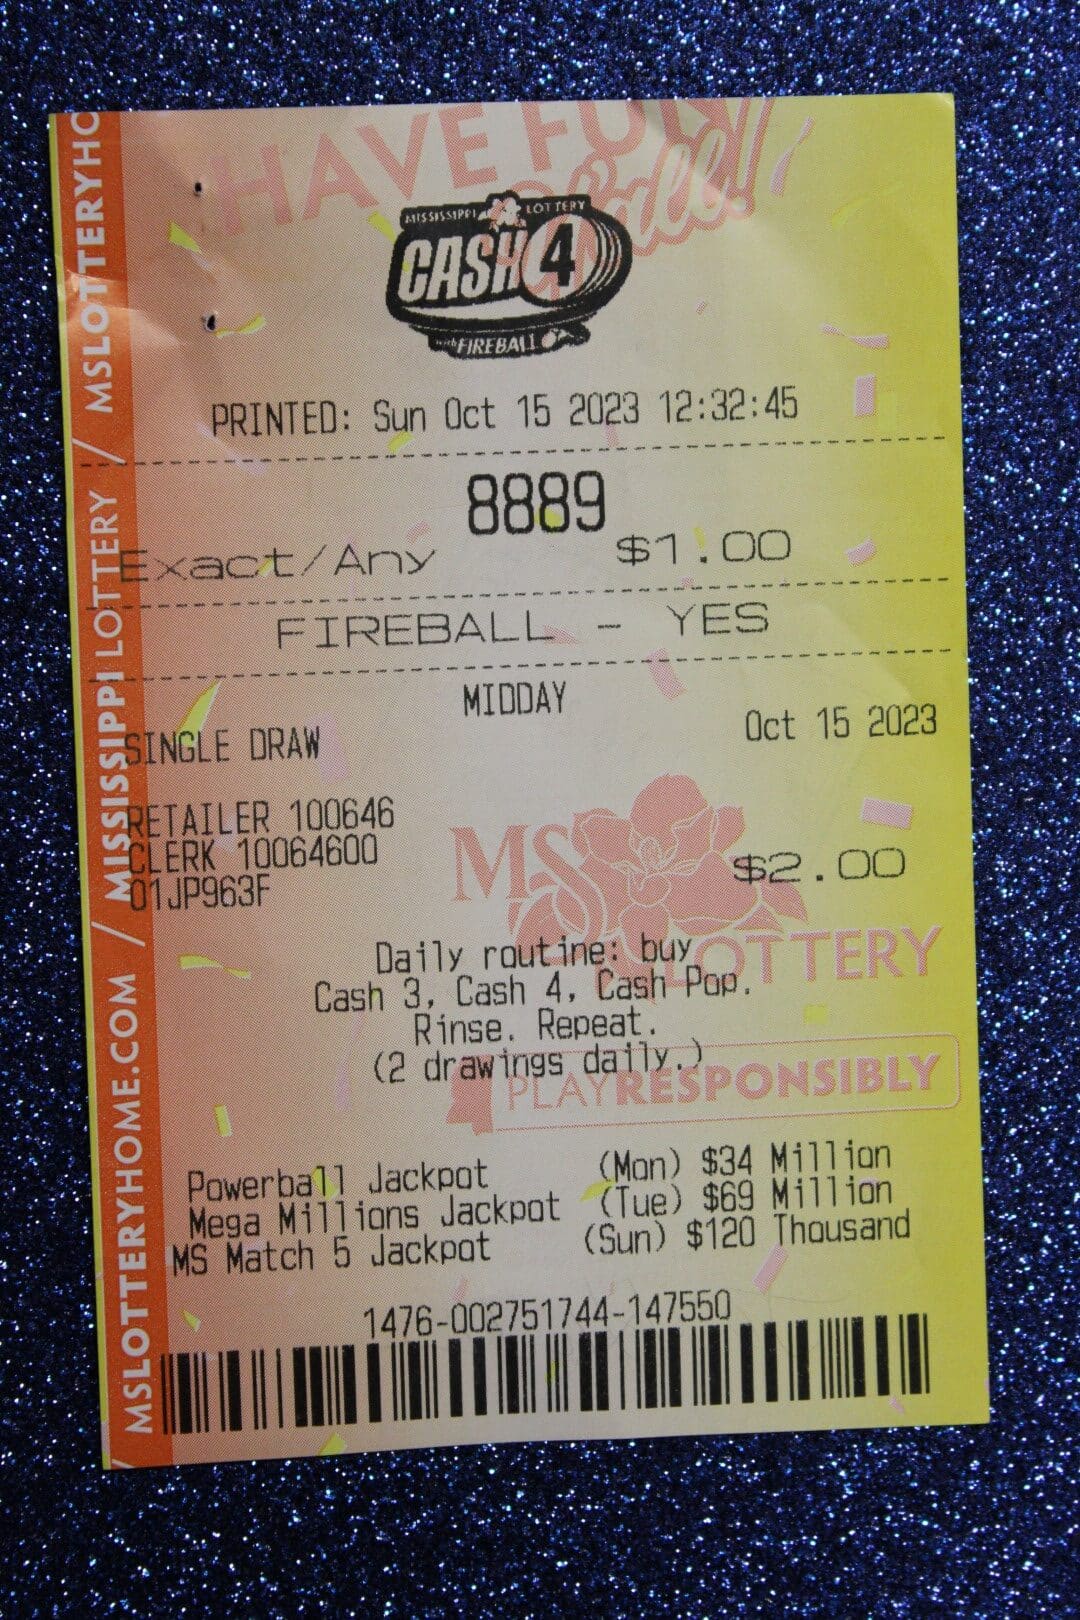 HAVE FUN
Y'all!
MISSISSIPPI LOTTERY
CASH 4
with FIREBALL
PRINTED: Sun Oct 15 2023 12:32:45
8889
Exact/Any $1.00
FIREBALL - YES
MIDDAY
SINGLE DRAW Oct 15 2023
RETAILER 100646
CLERK 10064600
01JP963F
$2.00
MS
LOTTERY
Daily routine: buy
Cash 3, Cash 4, Cash Pop.
Rinse. Repeat.
(2 drawings daily.)
PLAYRESPONSIBLY
Powerball Jackpot (Mon) $34 Million
Mega Millions Jackpot (Tue) $69 Million
MS Match 5 Jackpot (Sun) $120 Thousand
1476-002751744-147550
MSLOTTERYHOME.COM / MISSISSIPPI LOTTERY / MSLOTTERYHO